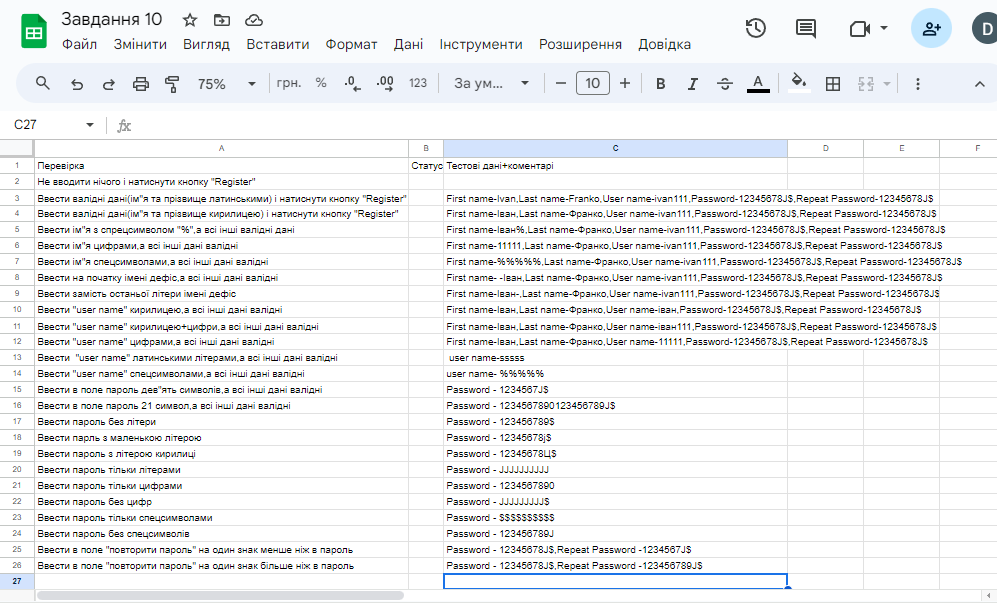 Завдання 10
Файл Змінити Вигляд Вставити Формат Дані Інструменти Розширення Довідка
D
75% грн. % .0 .00 123 За ум... − 10 + B I S A
C27 fx
A B C D E F
1 Перевірка Статус Тестові дані+коментарі
2 Не вводити нічого і натиснути кнопку "Register"
3 Ввести валідні дані(ім"я та прізвище латинськими) і натиснути кнопку "Register" First name-Ivan,Last name-Franko,User name-ivan111,Password-12345678J$,Repeat Password-12345678J$
4 Ввести валідні дані(ім"я та прізвище кирилицею) і натиснути кнопку "Register" First name-Іван,Last name-Франко,User name-ivan111,Password-12345678J$,Repeat Password-12345678J$
5 Ввести ім"я з спрецсимволом "%",а всі інші валідні дані First name-Іван%,Last name-Франко,User name-ivan111,Password-12345678J$,Repeat Password-12345678J$
6 Ввести ім"я цифрами,а всі інші дані валідні First name-11111,Last name-Франко,User name-ivan111,Password-12345678J$,Repeat Password-12345678J$
7 Ввести ім"я спецсимволами,а всі інші дані валідні First name-%%%%%,Last name-Франко,User name-ivan111,Password-12345678J$,Repeat Password-12345678J$
8 Ввести на початку імені дефіс,а всі інші дані валідні First name- -Іван,Last name-Франко,User name-ivan111,Password-12345678J$,Repeat Password-12345678J$
9 Ввести замість останьої літери імені дефіс First name-Іван-,Last name-Франко,User name-ivan111,Password-12345678J$,Repeat Password-12345678J$
10 Ввести "user name" кирилицею,а всі інші дані валідні First name-Іван,Last name-Франко,User name-іван,Password-12345678J$,Repeat Password-12345678J$
11 Ввести "user name" кирилицею+цифри,а всі інші дані валідні First name-Іван,Last name-Франко,User name-іван111,Password-12345678J$,Repeat Password-12345678J$
12 Ввести "user name" цифрами,а всі інші дані валідні First name-Іван,Last name-Франко,User name-11111,Password-12345678J$,Repeat Password-12345678J$
13 Ввести "user name" латинськими літерами,а всі інші дані валідні user name-sssss
14 Ввести "user name" спецсимволами,а всі інші дані валідні user name- %%%%%
15 Ввести в поле пароль дев"ять символів,а всі інші дані валідні Password - 1234567J$
16 Ввести в поле пароль 21 символ,а всі інші дані валідні Password - 1234567890123456789J$
17 Ввести пароль без літери Password - 123456789$
18 Ввести парль з маленькою літерою Password - 12345678j$
19 Ввести пароль з літерою кирилиці Password - 12345678Ц$
20 Ввести пароль тільки літерами Password - JJJJJJJJJJ
21 Ввести пароль тільки цифрами Password - 1234567890
22 Ввести пароль без цифр Password - JJJJJJJJJ$
23 Ввести пароль тільки спецсимволами Password - $$$$$$$$$$
24 Ввести пароль без спецсимволів Password - 123456789J
25 Ввести в поле "повторити пароль" на один знак менше ніж в пароль Password - 12345678J$,Repeat Password -1234567J$
26 Ввести в поле "повторити пароль" на один знак більше ніж в пароль Password - 12345678J$,Repeat Password -123456789J$
27